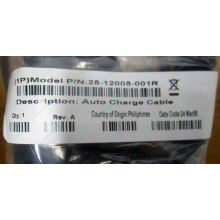 (1P)Model P/N:25-12005-001R
Description: Auto Charge Cable
Qty.1 Rev: A Country of Origin:Philiphines Date Code:24 Mar08